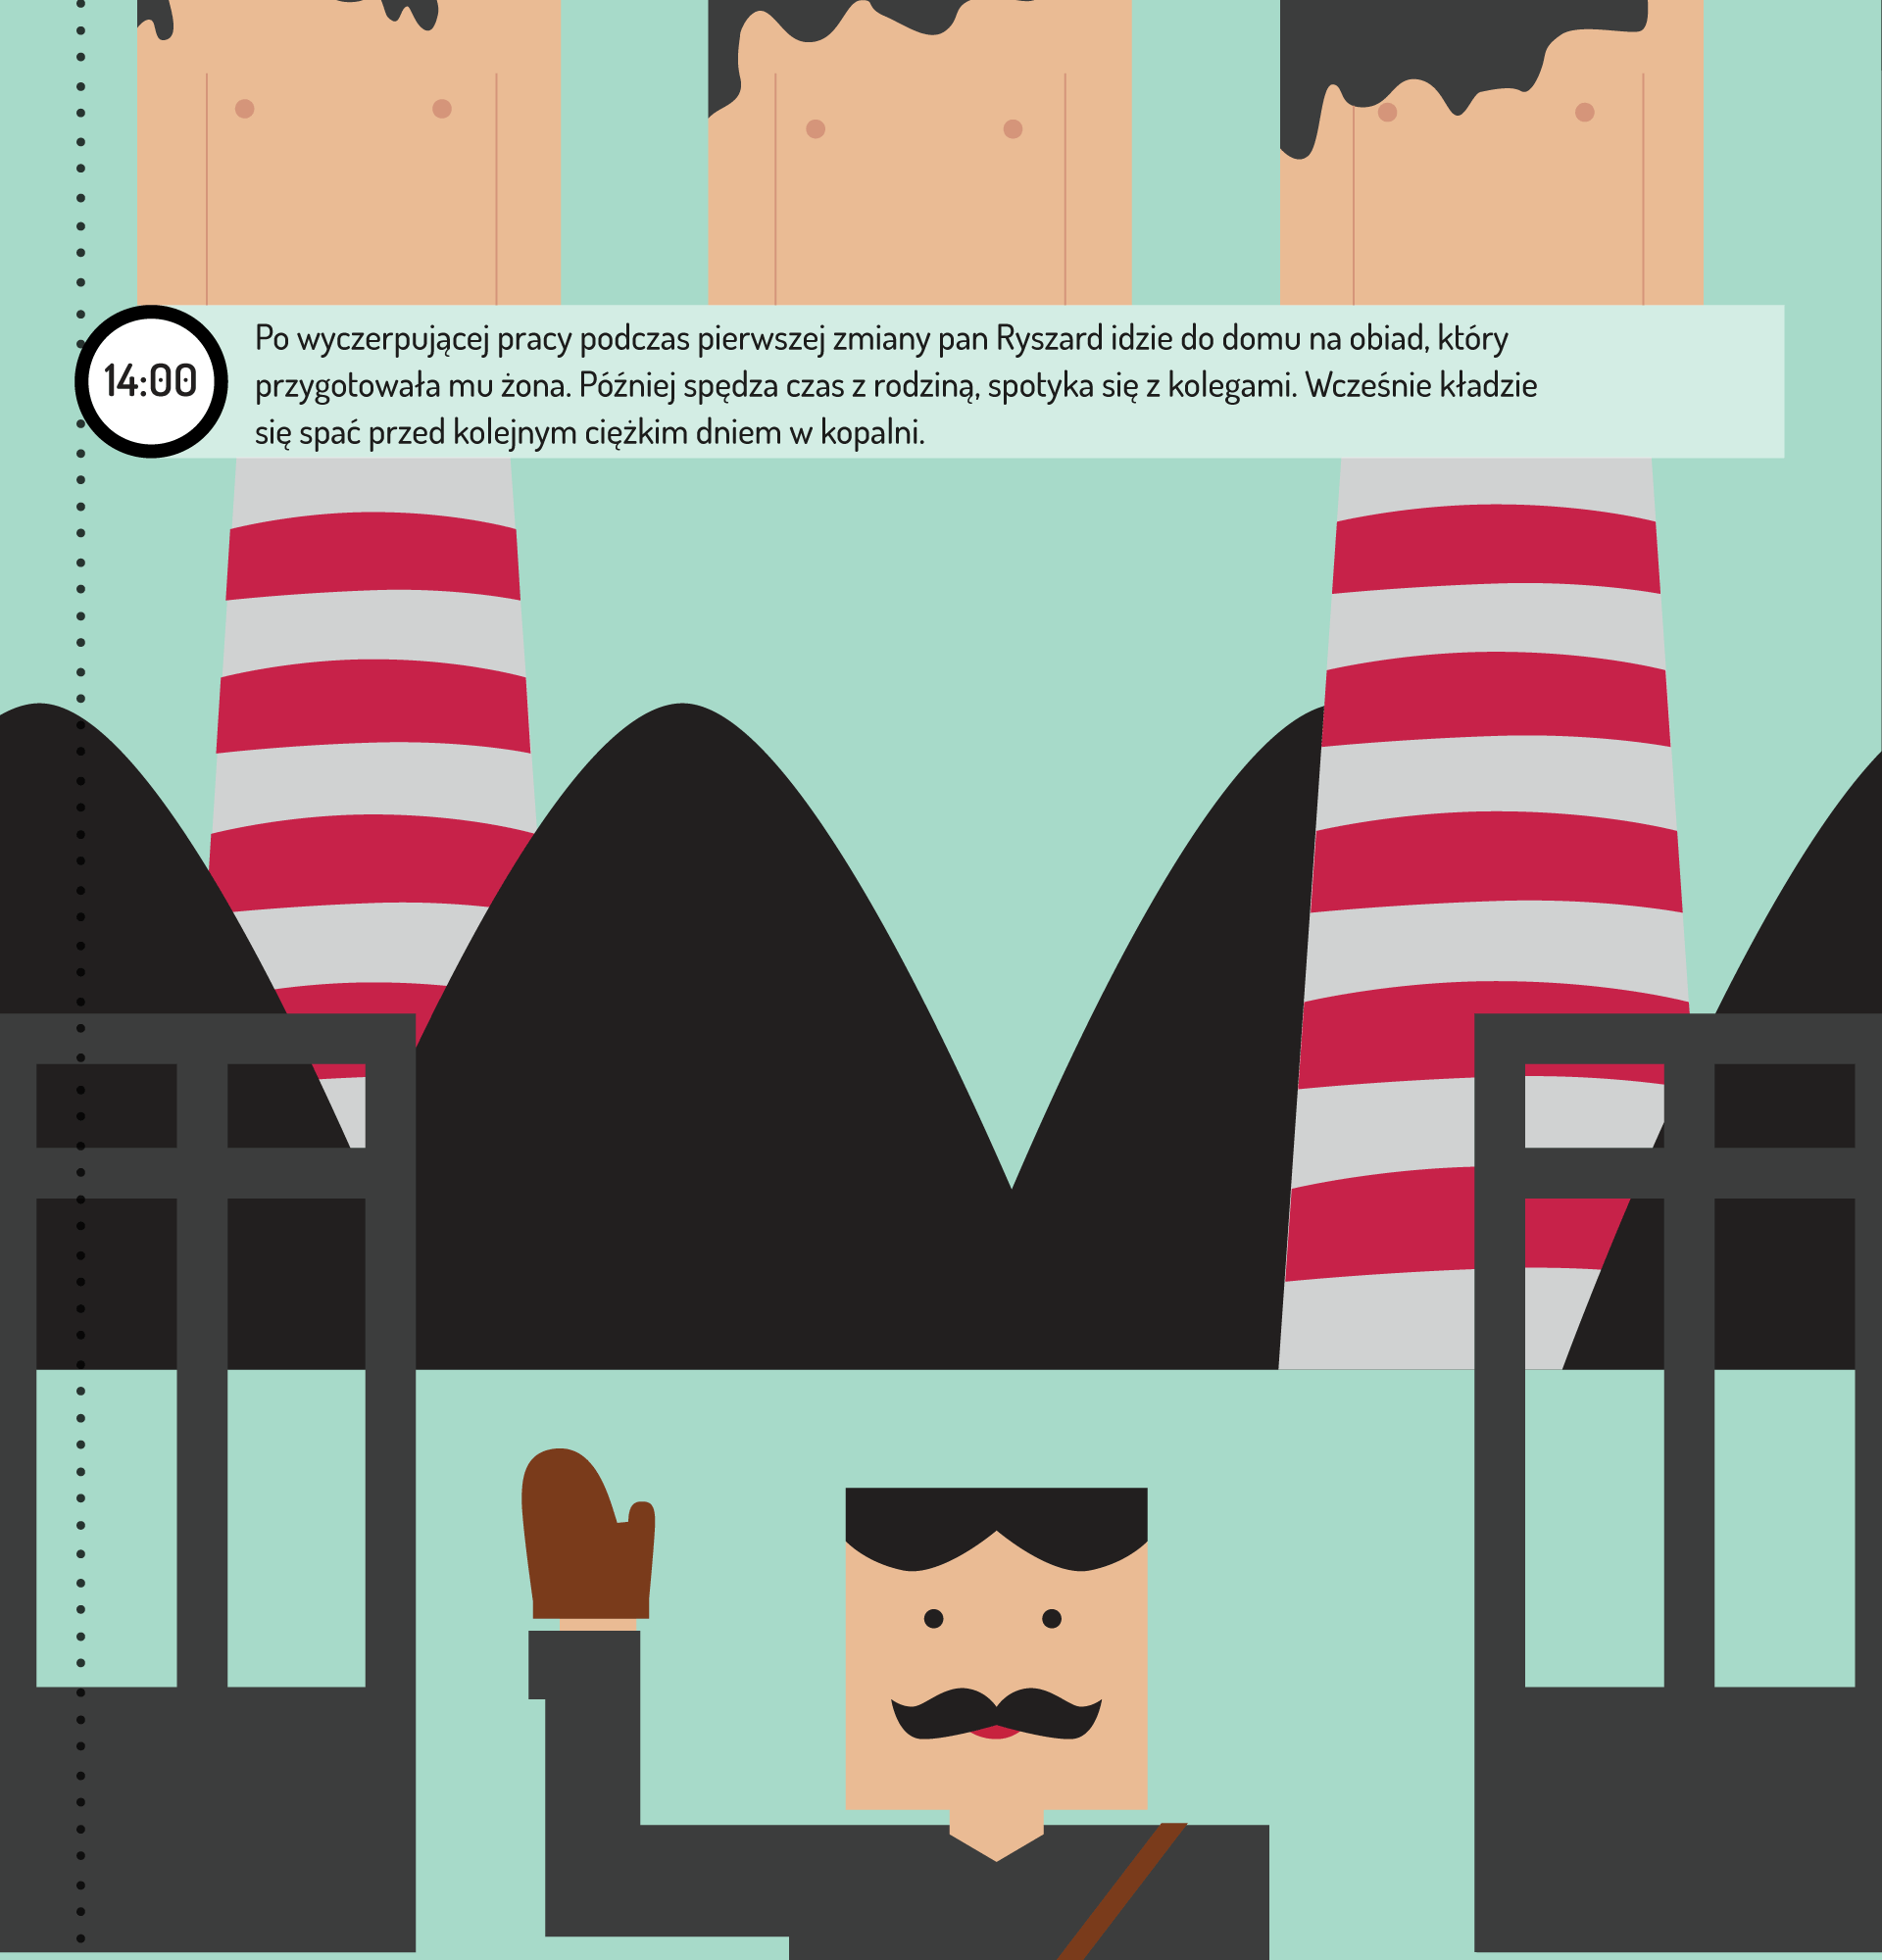 14:00
Po wyczerpującej pracy podczas pierwszej zmiany pan Ryszard idzie do domu na obiad, który
przygotowała mu żona. Później spędza czas z rodziną, spotyka się z kolegami. Wcześnie kładzie
się spać przed kolejnym ciężkim dniem w kopalni.